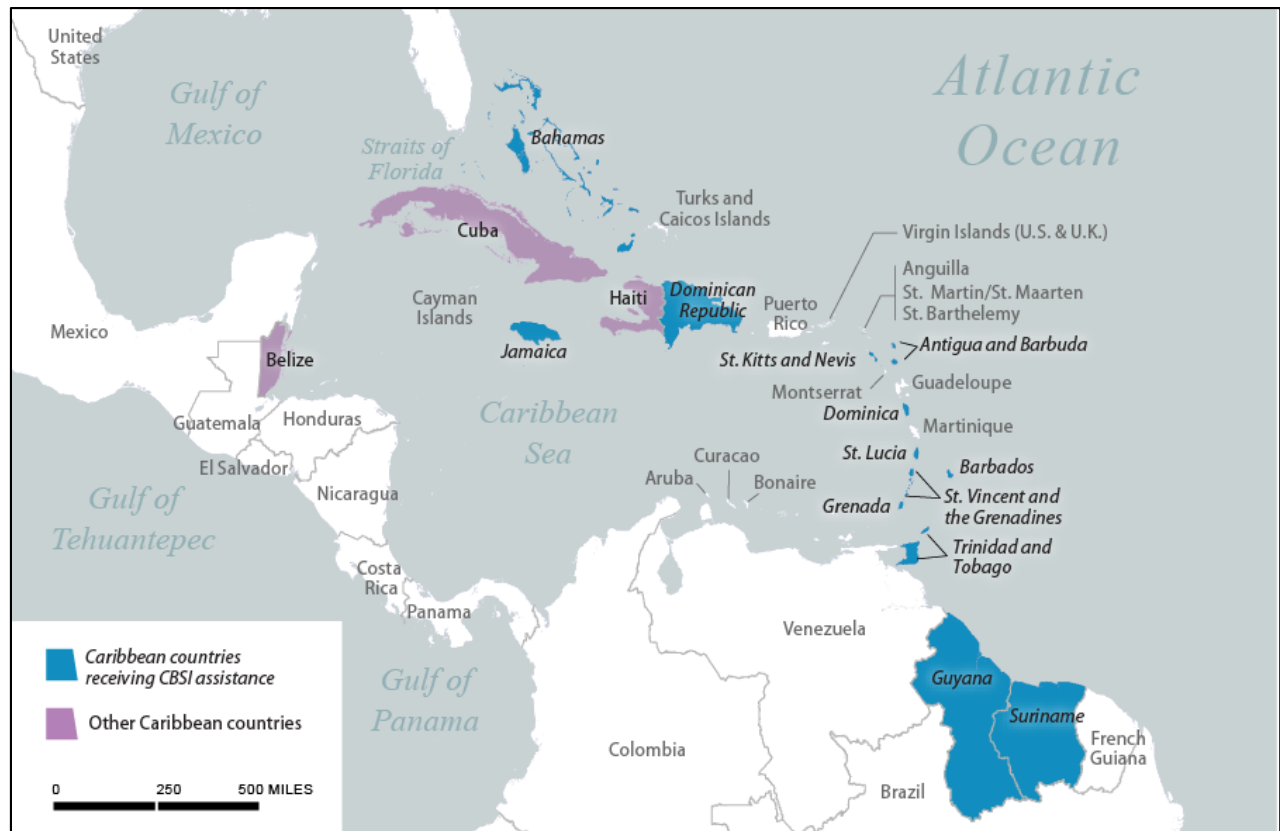 United
States
Gulf of
Mexico
Atlantic
Ocean
Straits of
Florida
Bahamas
Turks and
Caicos Islands
Cuba
Virgin Islands (U.S. & U.K.)
Anguilla
St. Martin/St. Maarten
St. Barthelemy
Cayman
Islands
Haiti
Dominican
Republic
Puerto
Rico
Mexico
Belize
Jamaica
St. Kitts and Nevis
Antigua and Barbuda
Montserrat
Guadeloupe
Dominica
Martinique
Guatemala
Honduras
Caribbean
Sea
El Salvador
St. Lucia
Barbados
Curacao
Aruba
Bonaire
Nicaragua
Grenada
St. Vincent and
the Grenadines
Gulf of
Tehuantepec
Trinidad and
Tobago
Costa
Rica
Panama
Venezuela
Gulf of
Panama
Guyana
Suriname
French
Guiana
Colombia
Brazil
Caribbean countries
receiving CBSI assistance
Other Caribbean countries
0 250 500 MILES